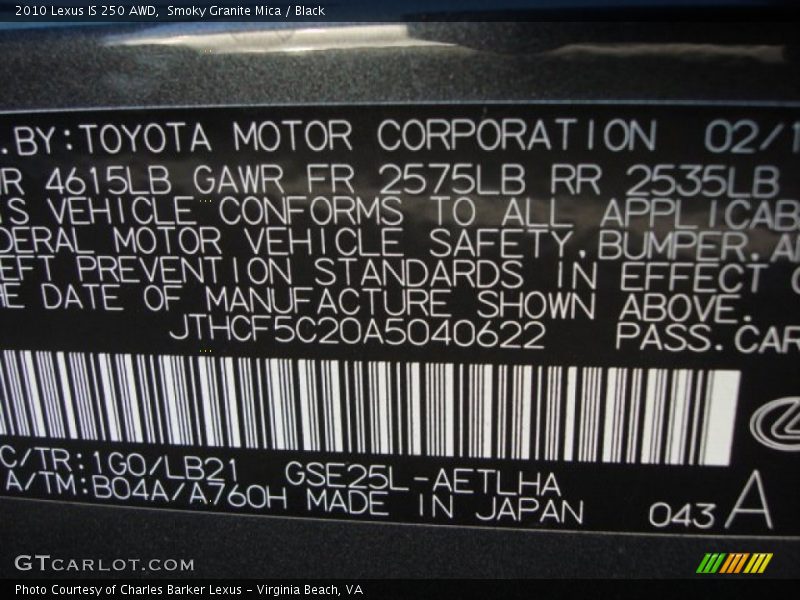 2010 Lexus IS 250 AWD, Smoky Granite Mica / Black
.BY:TOYOTA MOTOR CORPORATION 02/1
R 4615LB GAWR FR 2575LB RR 2535LB
IS VEHICLE CONFORMS TO ALL APPLICAB
DERAL MOTOR VEHICLE SAFETY,BUMPER,A
EFT PREVENTION STANDARDS IN EFFECT
HE DATE OF MANUFACTURE SHOWN ABOVE.
JTHCF5C20A5040622 PASS.CAR
C/TR:1G0/LB21 GSE25L-AETLHA
A/TM:B04A/A760H MADE IN JAPAN 043 A
GTCARLOT.COM
Photo Courtesy of Charles Barker Lexus - Virginia Beach, VA